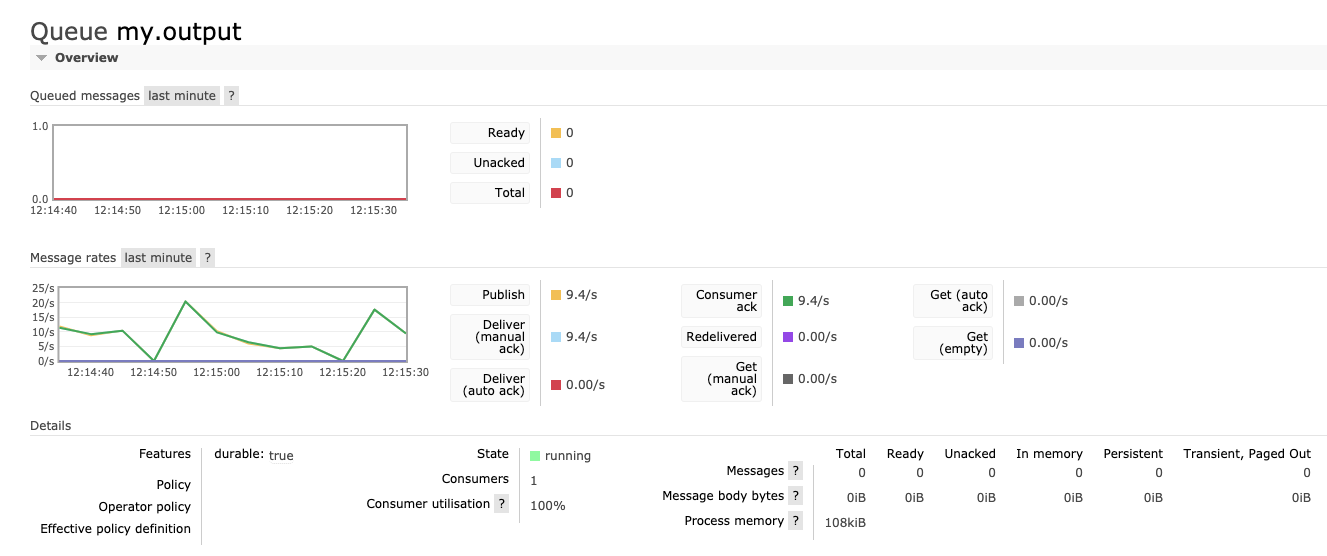 Queue my.output
Overview
Queued messages last minute ?
1.0
0.0
12:14:40 12:14:50 12:15:00 12:15:10 12:15:20 12:15:30
Ready 0
Unacked 0
Total 0
Message rates last minute ?
25/s
20/s
15/s
10/s
5/s
0/s
12:14:40 12:14:50 12:15:00 12:15:10 12:15:20 12:15:30
Publish 9.4/s
Deliver
(manual 9.4/s
ack)
Deliver
(auto ack) 0.00/s
Consumer
ack 9.4/s
Redelivered 0.00/s
Get
(manual 0.00/s
ack)
Get (auto
ack) 0.00/s
Get
(empty) 0.00/s
Details
Features durable: true
Policy
Operator policy
Effective policy definition
State running
Consumers 1
Consumer utilisation ? 100%
Total Ready Unacked In memory Persistent Transient, Paged Out
Messages ? 0 0 0 0 0 0
Message body bytes ? 0iB 0iB 0iB 0iB 0iB 0iB
Process memory ? 108kiB